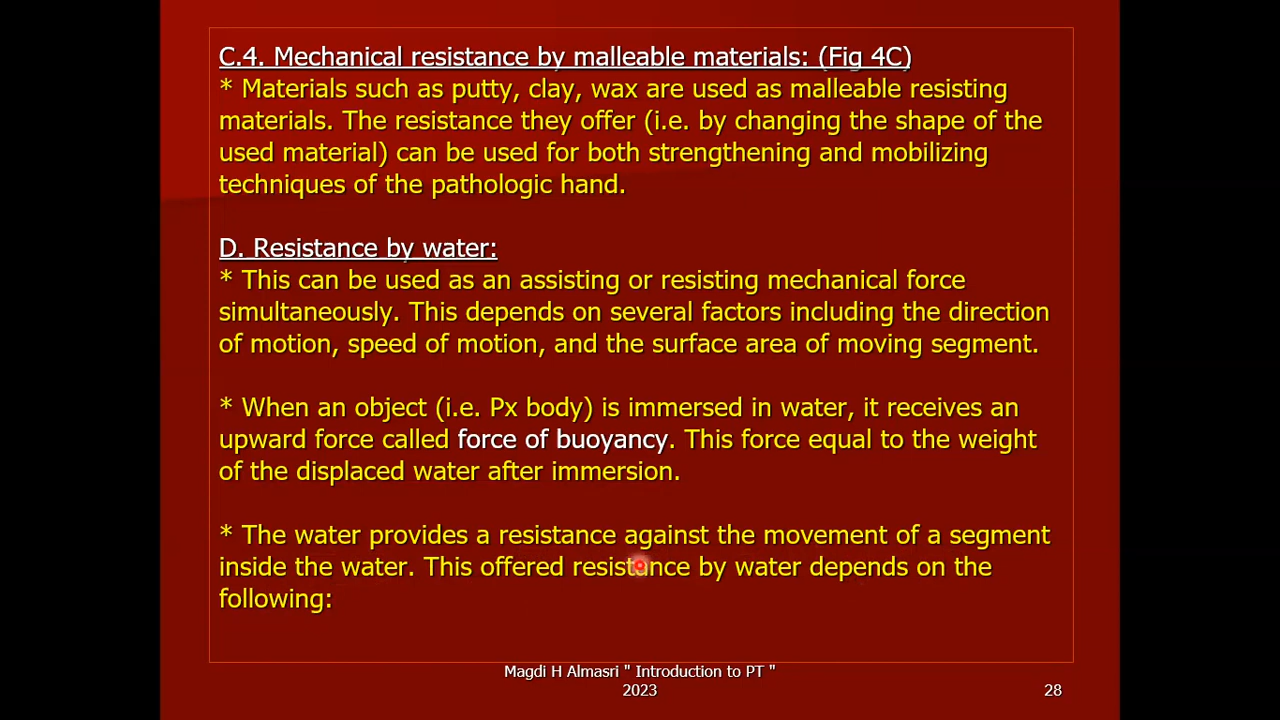 C.4. Mechanical resistance by malleable materials: (Fig 4C)
* Materials such as putty, clay, wax are used as malleable resisting
materials. The resistance they offer (i.e. by changing the shape of the
used material) can be used for both strengthening and mobilizing
techniques of the pathologic hand.
D. Resistance by water:
* This can be used as an assisting or resisting mechanical force
simultaneously. This depends on several factors including the direction
of motion, speed of motion, and the surface area of moving segment.
* When an object (i.e. Px body) is immersed in water, it receives an
upward force called force of buoyancy. This force equal to the weight
of the displaced water after immersion.
* The water provides a resistance against the movement of a segment
inside the water. This offered resistance by water depends on the
following:
Magdi H Almasri " Introduction to PT "
2023
28